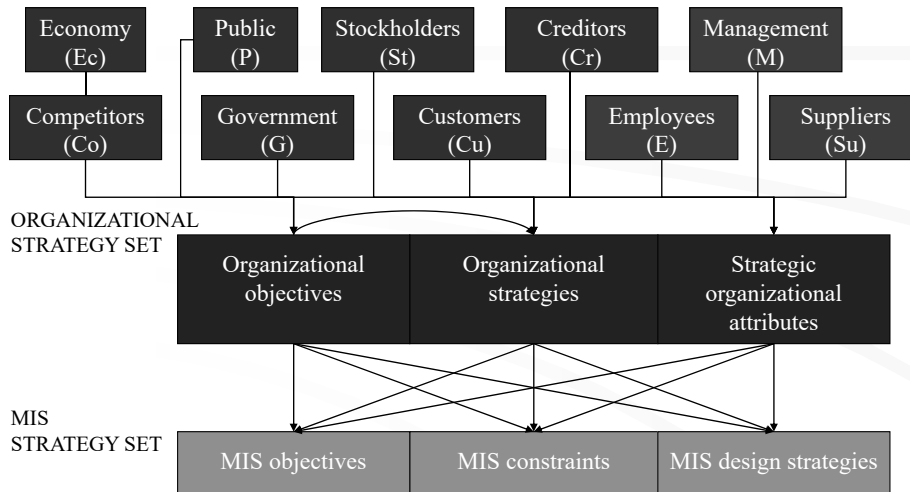 Economy
(Ec)
Public
(P)
Stockholders
(St)
Creditors
(Cr)
Management
(M)
Competitors
(Co)
Government
(G)
Customers
(Cu)
Employees
(E)
Suppliers
(Su)
ORGANIZATIONAL
STRATEGY SET
Organizational
objectives
Organizational
strategies
Strategic
organizational
attributes
MIS
STRATEGY SET
MIS objectives
MIS constraints
MIS design strategies